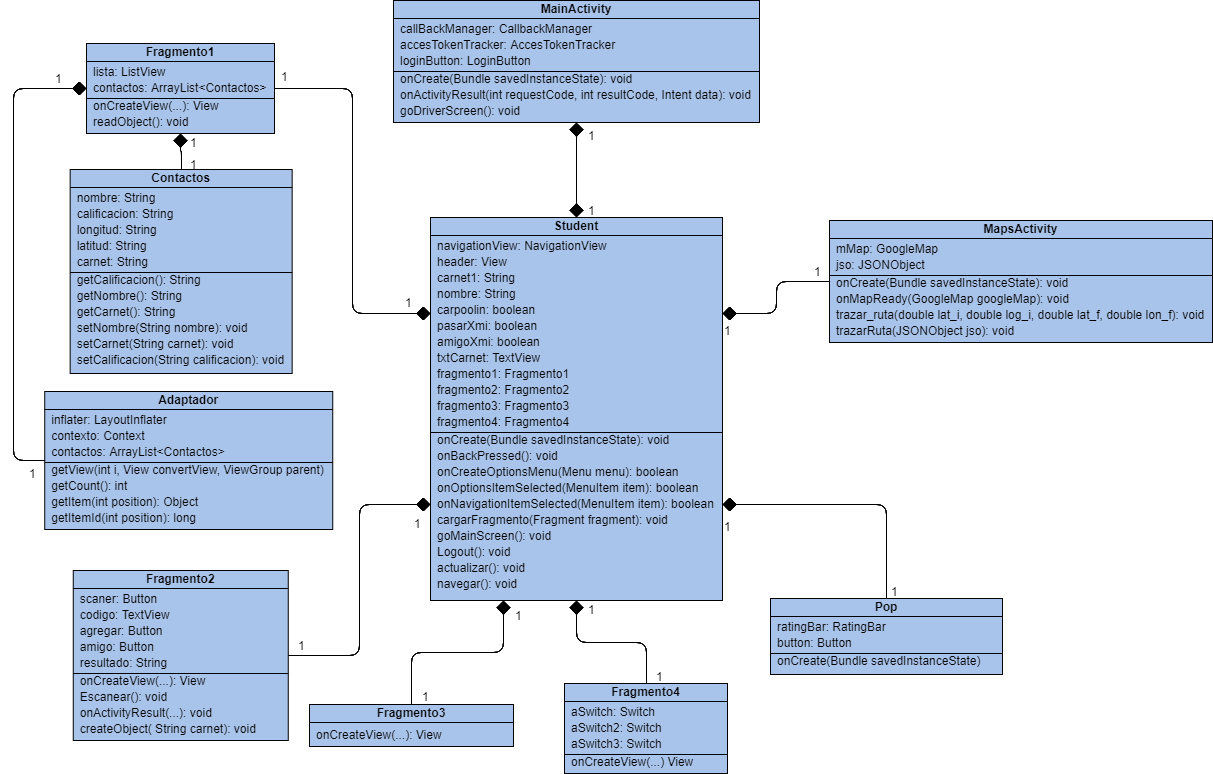 MainActivity
callBackManager: CallbackManager
accesTokenTracker: AccesTokenTracker
loginButton: LoginButton
onCreate(Bundle savedInstanceState): void
onActivityResult(int requestCode, int resultCode, Intent data): void
goDriverScreen(): void
1
1
Fragmento1
lista: ListView
contactos: ArrayList<Contactos>
onCreateView(...): View
readObject(): void
1
1
1
1
Contactos
nombre: String
calificacion: String
longitud: String
latitud: String
carnet: String
getCalificacion(): String
getNombre(): String
getCarnet(): String
setNombre(String nombre): void
setCarnet(String carnet): void
setCalificacion(String calificacion): void
1
1
Student
navigationView: NavigationView
header: View
carnet1: String
nombre: String
carpoolin: boolean
pasarXmi: boolean
amigoXmi: boolean
txtCarnet: TextView
fragmento1: Fragmento1
fragmento2: Fragmento2
fragmento3: Fragmento3
fragmento4: Fragmento4
onCreate(Bundle savedInstanceState): void
onBackPressed(): void
onCreateOptionsMenu(Menu menu): boolean
onOptionsItemSelected(MenuItem item): boolean
onNavigationItemSelected(MenuItem item): boolean
cargarFragmento(Fragment fragment): void
goMainScreen(): void
Logout(): void
actualizar(): void
navegar(): void
1
1
MapsActivity
mMap: GoogleMap
jso: JSONObject
onCreate(Bundle savedInstanceState): void
onMapReady(GoogleMap googleMap): void
trazar_ruta(double lat_i, double log_i, double lat_f, double lon_f): void
trazarRuta(JSONObject jso): void
Adaptador
inflater: LayoutInflater
contexto: Context
contactos: ArrayList<Contactos>
getView(int i, View convertView, ViewGroup parent)
getCount(): int
getItem(int position): Object
getItemId(int position): long
1
1
1
1
Fragmento2
scaner: Button
codigo: TextView
agregar: Button
amigo: Button
resultado: String
onCreateView(...): View
Escanear(): void
onActivityResult(...): void
createObject( String carnet): void
1
1
Pop
ratingBar: RatingBar
button: Button
onCreate(Bundle savedInstanceState)
1
1
Fragmento3
onCreateView(...): View
1
Fragmento4
aSwitch: Switch
aSwitch2: Switch
aSwitch3: Switch
onCreateView(...) View